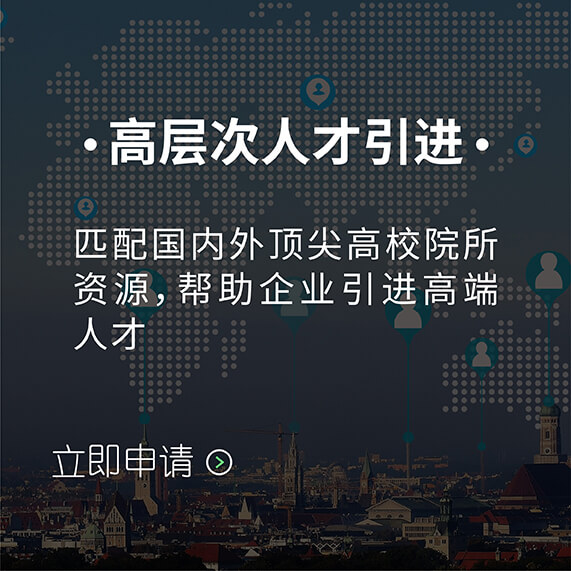 ·高层次人才引进·
匹配国内外顶尖高校院所
资源，帮助企业引进高端
人才
立即申请